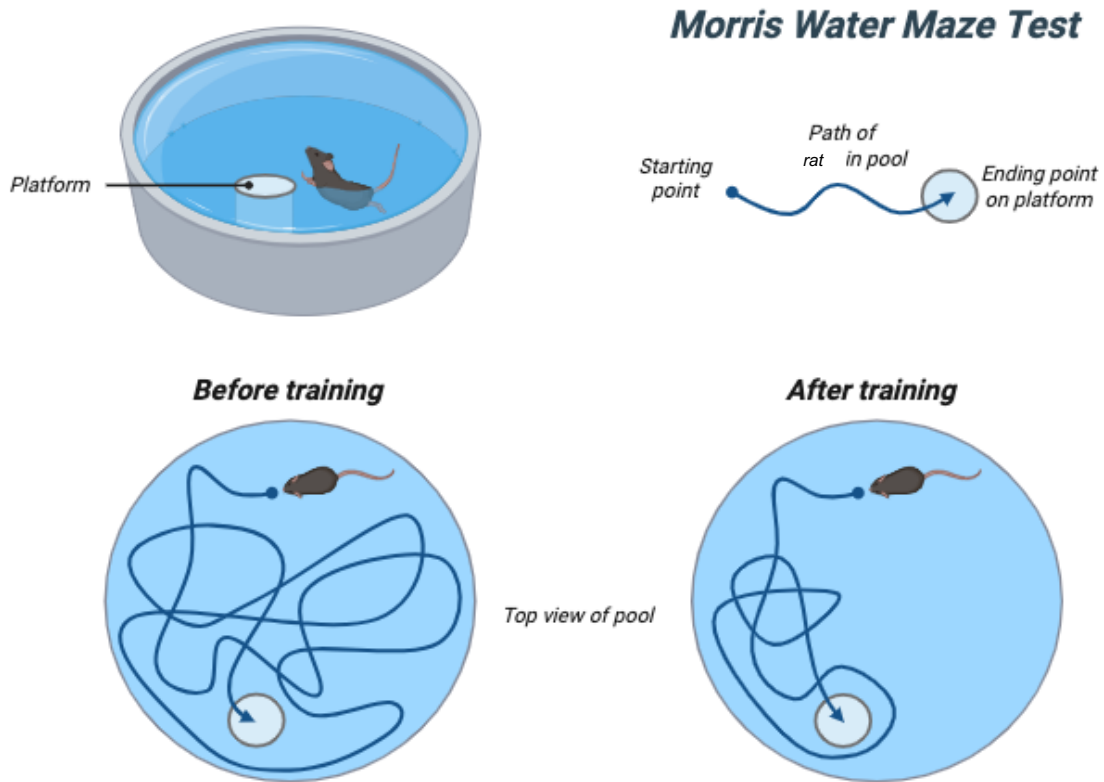 Morris Water Maze Test
Platform
Starting
point
Path of
rat in pool
Ending point
on platform
Before training
After training
Top view of pool